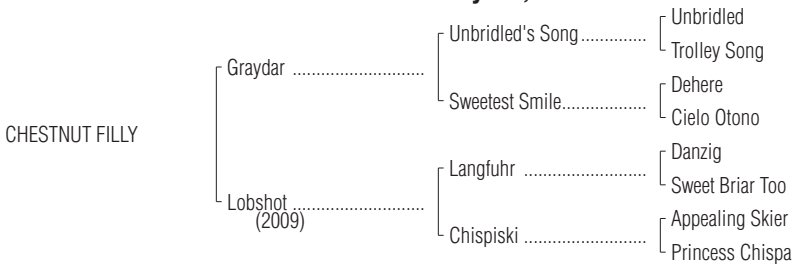 Unbridled
Unbridled's Song..............
Trolley Song
Graydar ............................
Dehere
Sweetest Smile..................
Cielo Otono
CHESTNUT FILLY
Danzig
Langfuhr ..........................
Sweet Briar Too
Lobshot ............................
(2009)
Appealing Skier
Chispiski ..........................
Princess Chispa